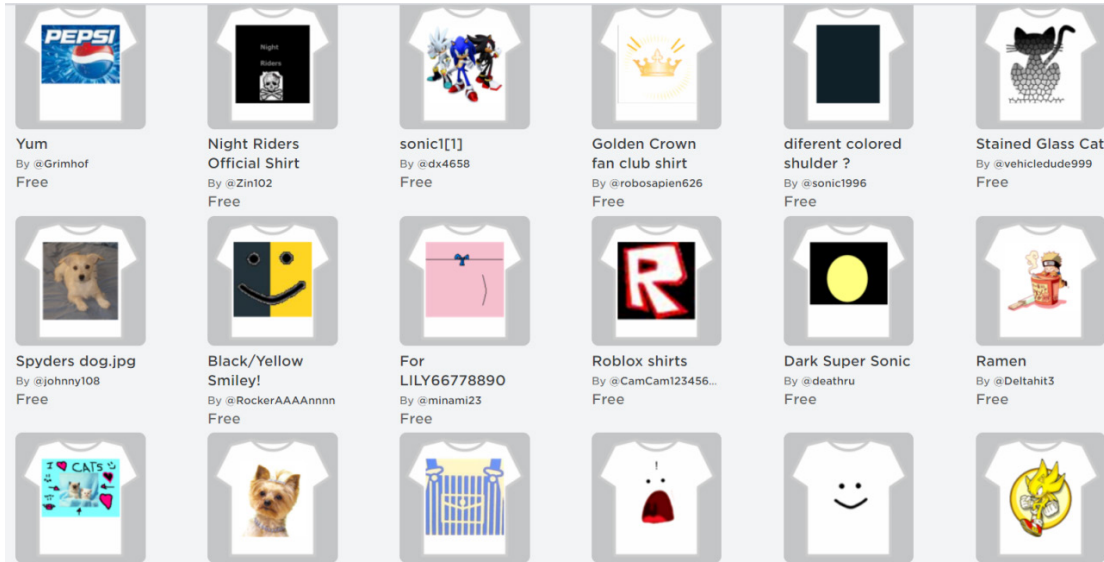 PEPSI
Night
Riders
Yum
By @Grimhof
Free
Night Riders
Official Shirt
By @Zin102
Free
sonic1[1]
By @dx4658
Free
Golden Crown
fan club shirt
By @robosapien626
Free
diferent colored
shulder ?
By @sonic1996
Free
Stained Glass Cat
By @vehicledude999
Free
R
Spyders dog.jpg
By @johnny108
Free
Black/Yellow
Smiley!
By @RockerAAAAnnnn
Free
For
LILY66778890
By @minami23
Free
Roblox shirts
By @CamCam123456...
Free
Dark Super Sonic
By @deathru
Free
Ramen
By @Deltahit3
Free
I CATS
!